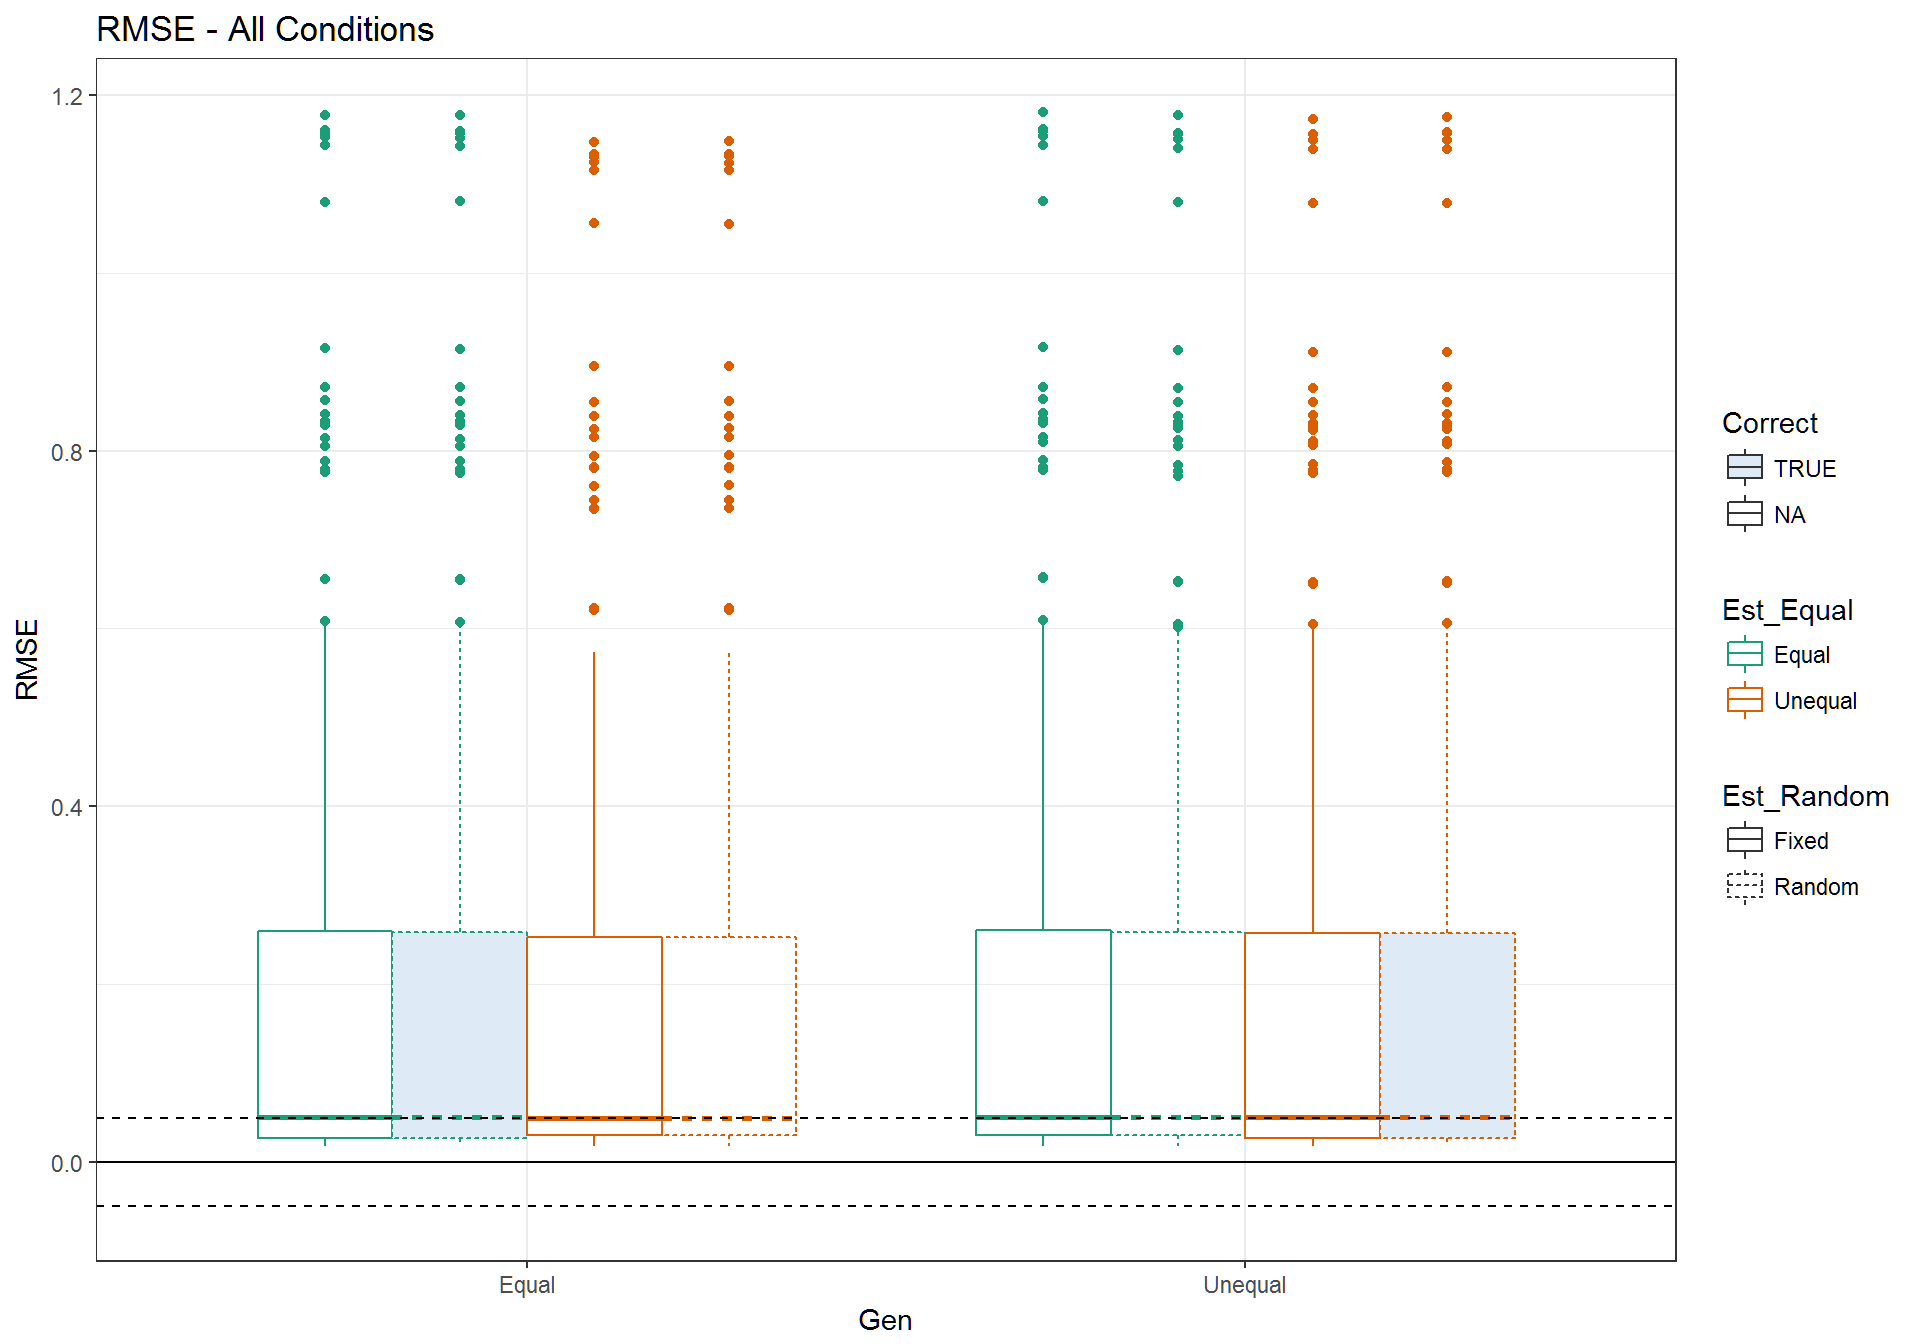 RMSE - All Conditions
1.2
0.8
0.4
0.0
RMSE
Equal
Unequal
Gen
Correct
TRUE
NA
Est_Equal
Equal
Unequal
Est_Random
Fixed
Random